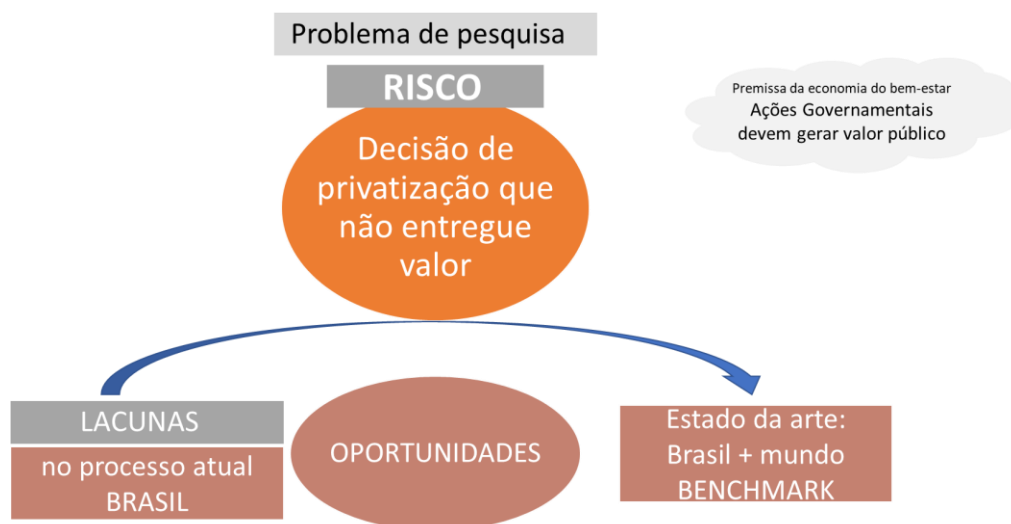 Problema de pesquisa
RISCO
Decisão de
privatização que
não entregue
valor
Premissa da economia do bem-estar
Ações Governamentais
devem gerar valor público
LACUNAS
no processo atual
BRASIL
OPORTUNIDADES
Estado da arte:
Brasil + mundo
BENCHMARK